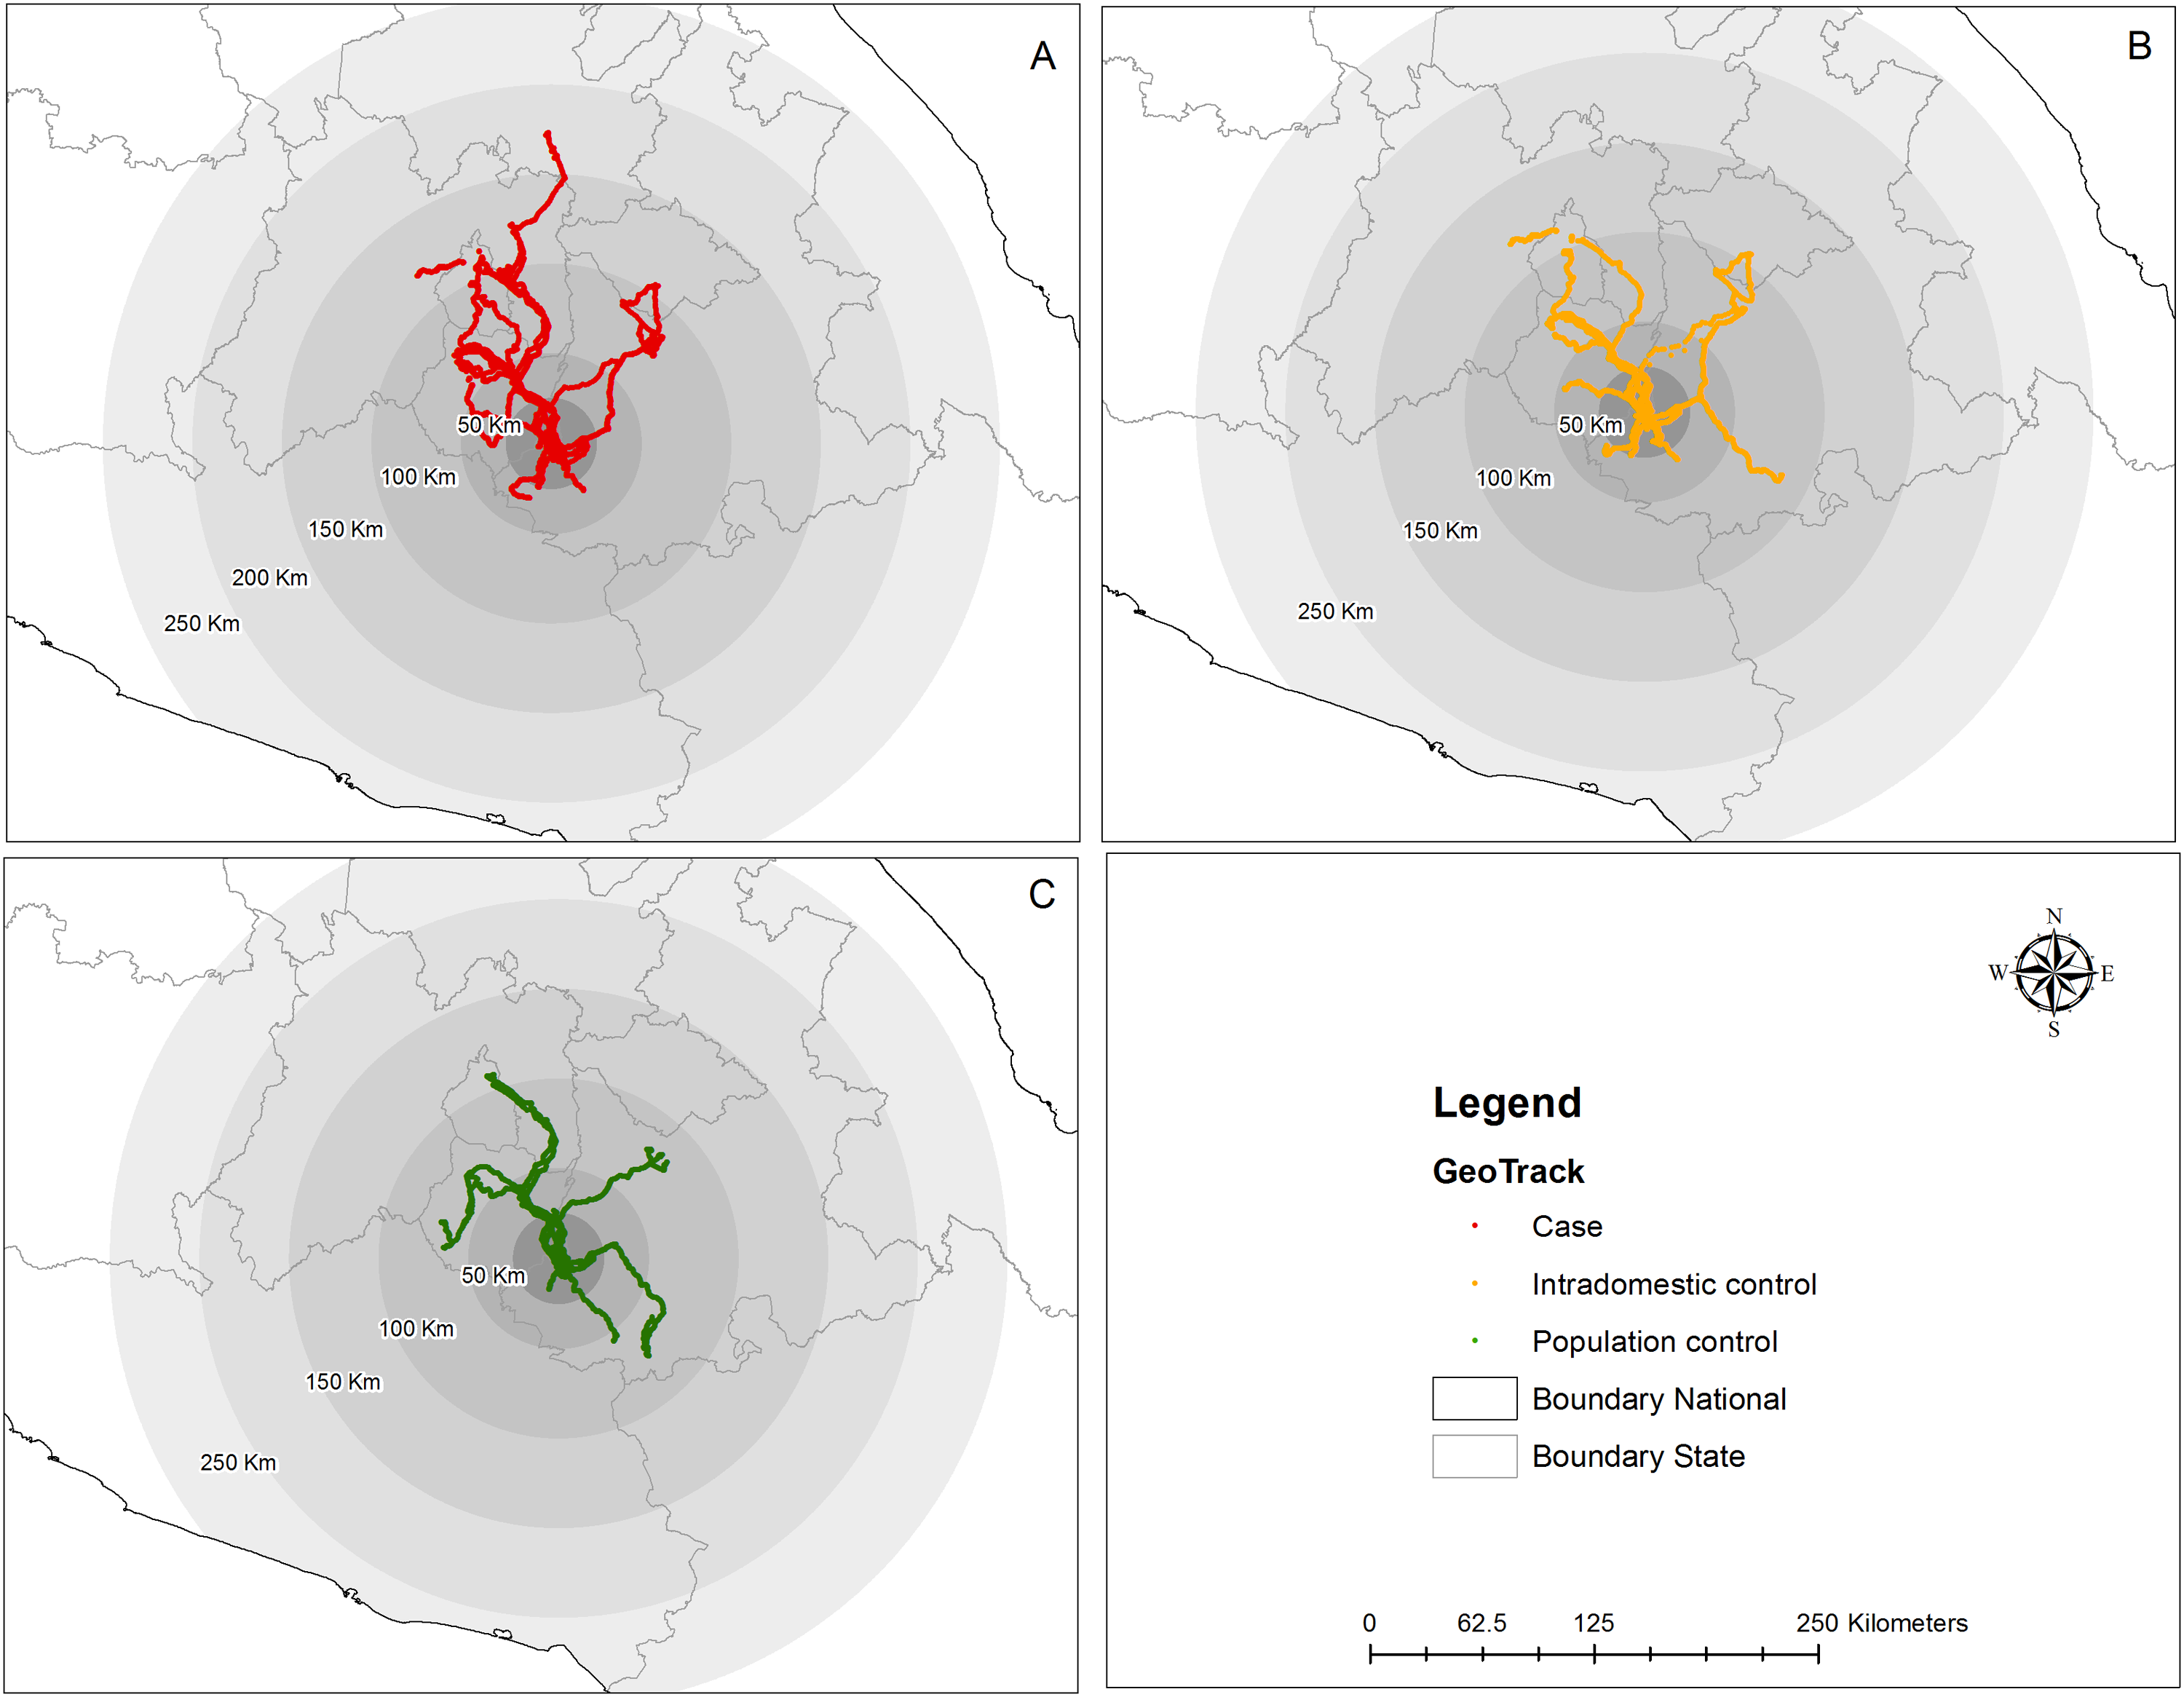 A
50 Km
100 Km
150 Km
200 Km
250 Km
B
50 Km
100 Km
150 Km
250 Km
C
50 Km
100 Km
150 Km
250 Km
N
W E
S
Legend
GeoTrack
Case
Intradomestic control
Population control
Boundary National
Boundary State
0 62.5 125 250 Kilometers